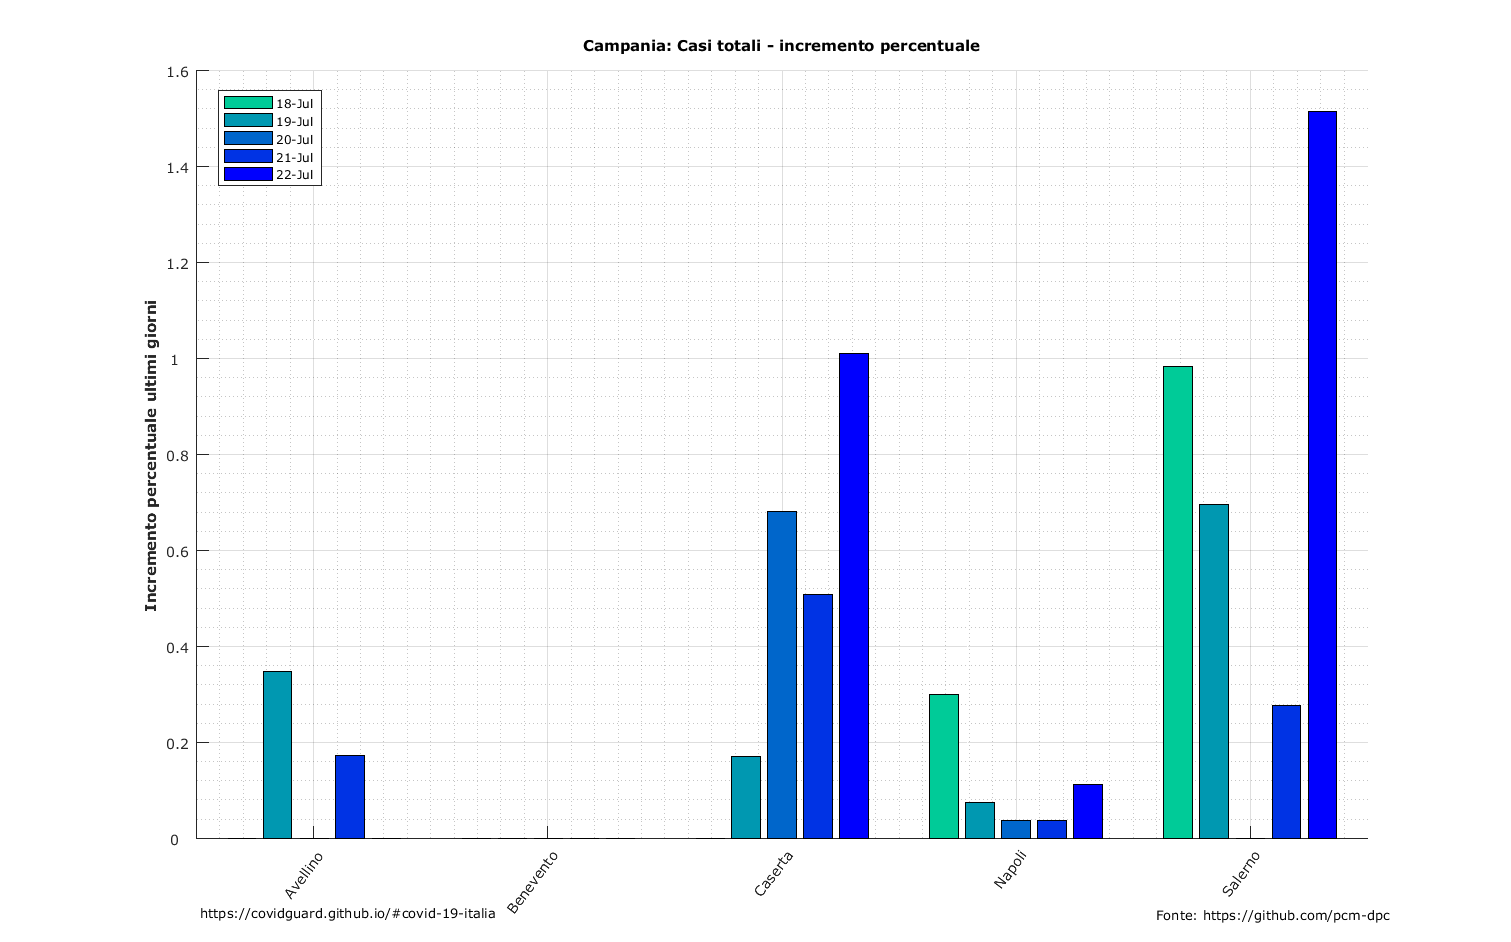 Campania: Casi totali - incremento percentuale
1.6
1.4
1.2
1
0.8
0.6
0.4
0.2
0
Incremento percentuale ultimi giorni
18-Jul
19-Jul
20-Jul
21-Jul
22-Jul
Avellino
Benevento
Caserta
Napoli
Salerno
https://covidguard.github.io/#covid-19-italia
Fonte: https://github.com/pcm-dpc